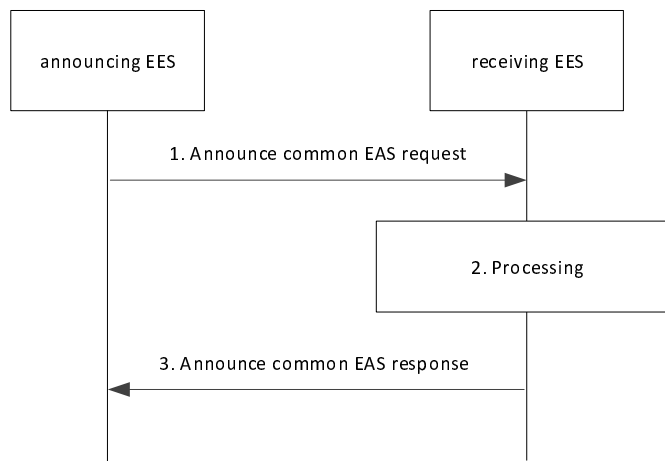 announcing EES
receiving EES
1. Announce common EAS request
2. Processing
3. Announce common EAS response